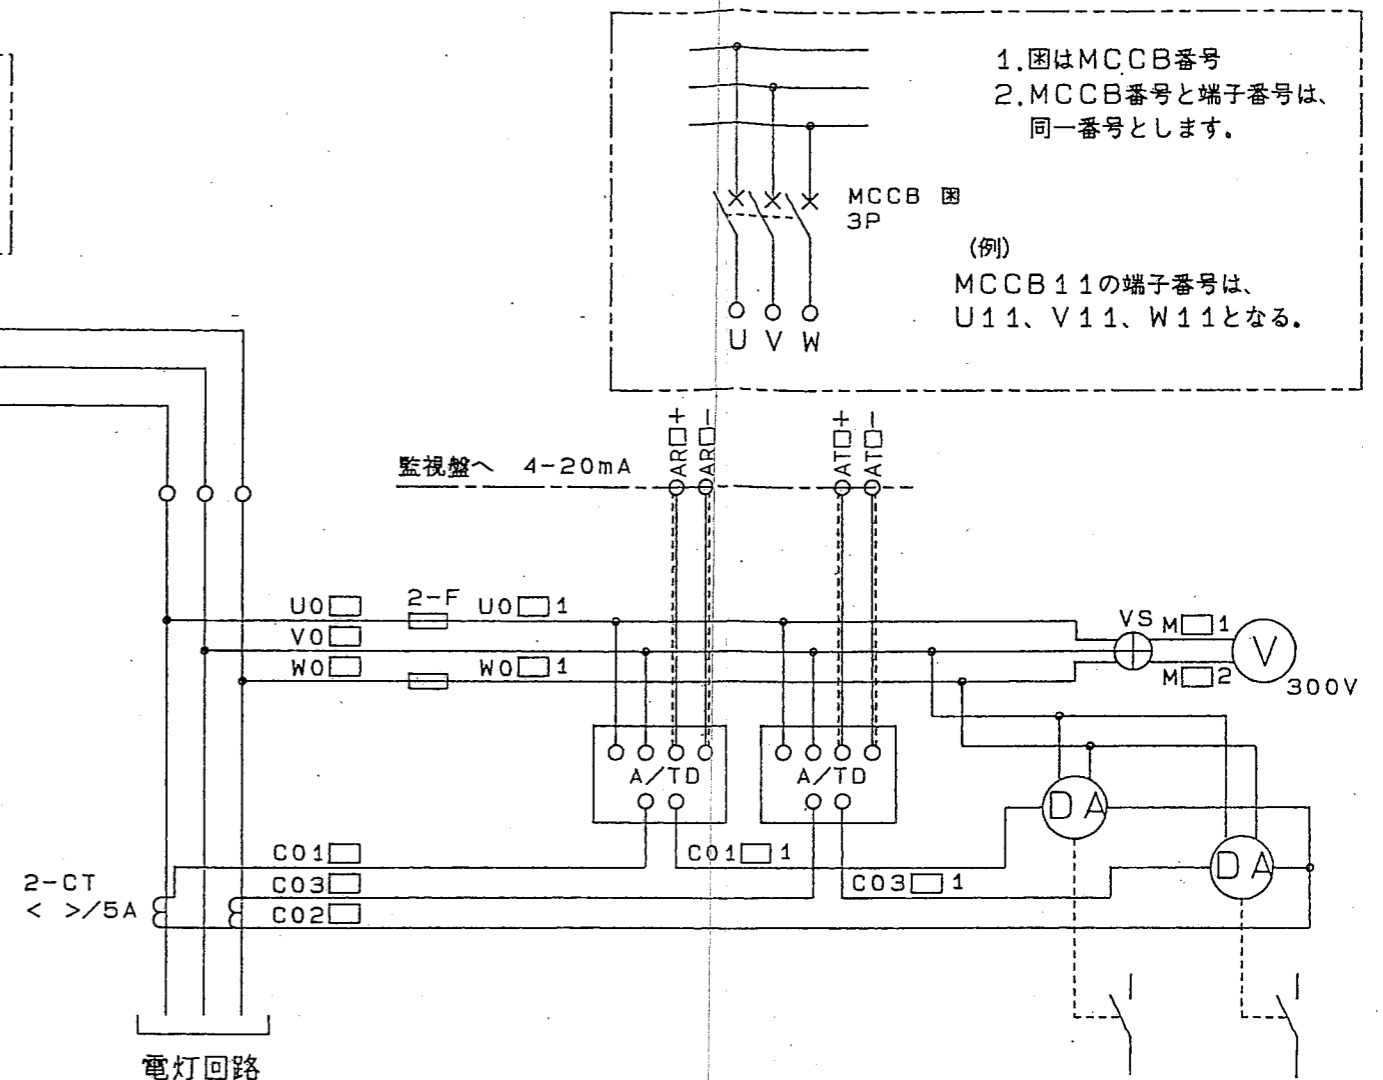 1.困はMCCB番号
2.MCCB番号と端子番号は、
同一番号とします。
MCCB 困
3P
(例)
MCCB11の端子番号は、
U11、V11、W11となる.
U V W
AR□+
AR□-
AT□+
AT□-
監視盤へ 4-20mA
U0□ 2-F U0□1
V0□
W0□ W0□1
VS M□1
V
M□2
300V
A/TD
A/TD
DA
DA
C01□
C01□1
C03□
C03□1
C02□
2-CT
< >/5A
電灯回路